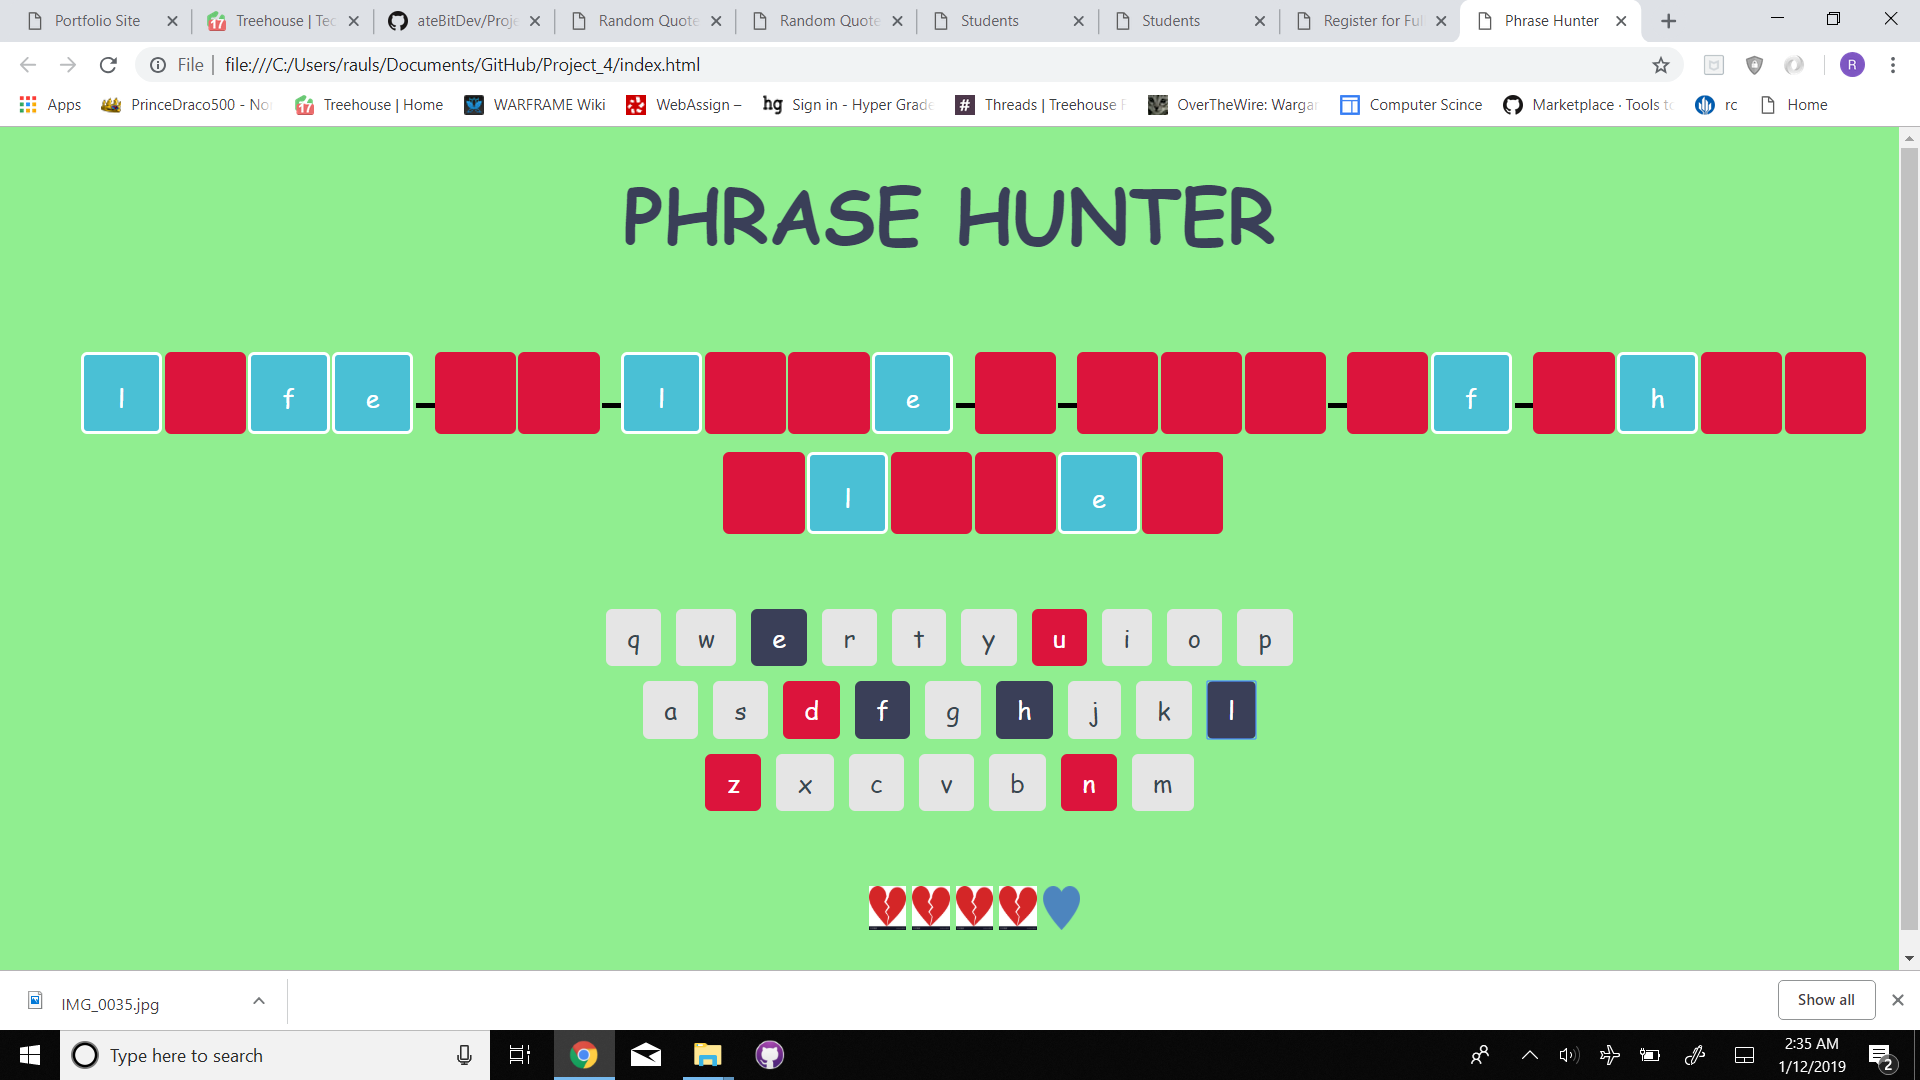 Portfolio Site Treehouse | Tec ateBitDev/Proje Random Quote Random Quote Students Students Register for Ful Phrase Hunter
File file:///C:/Users/rauls/Documents/GitHub/Project_4/index.html R
Apps PrinceDraco500 - No Treehouse | Home WARFRAME Wiki WebAssign – hg Sign in - Hyper Grade # Threads | Treehouse F OverTheWire: Wargar Computer Scince Marketplace · Tools to rc Home
PHRASE HUNTER
l f e l e f h
l e
q w e r t y u i o p
a s d f g h j k l
z x c v b n m
IMG_0035.jpg Show all
Type here to search 2:35 AM
1/12/2019 2